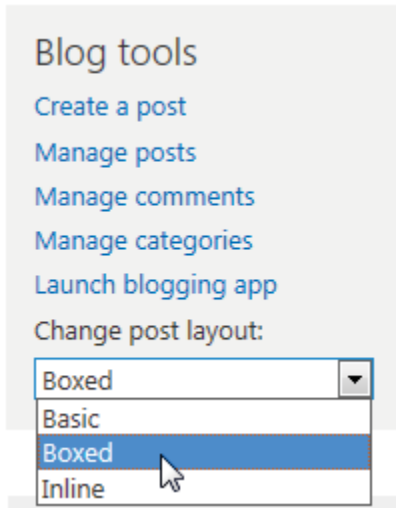 Blog tools
Create a post
Manage posts
Manage comments
Manage categories
Launch blogging app
Change post layout:
Boxed
Basic
Boxed
Inline